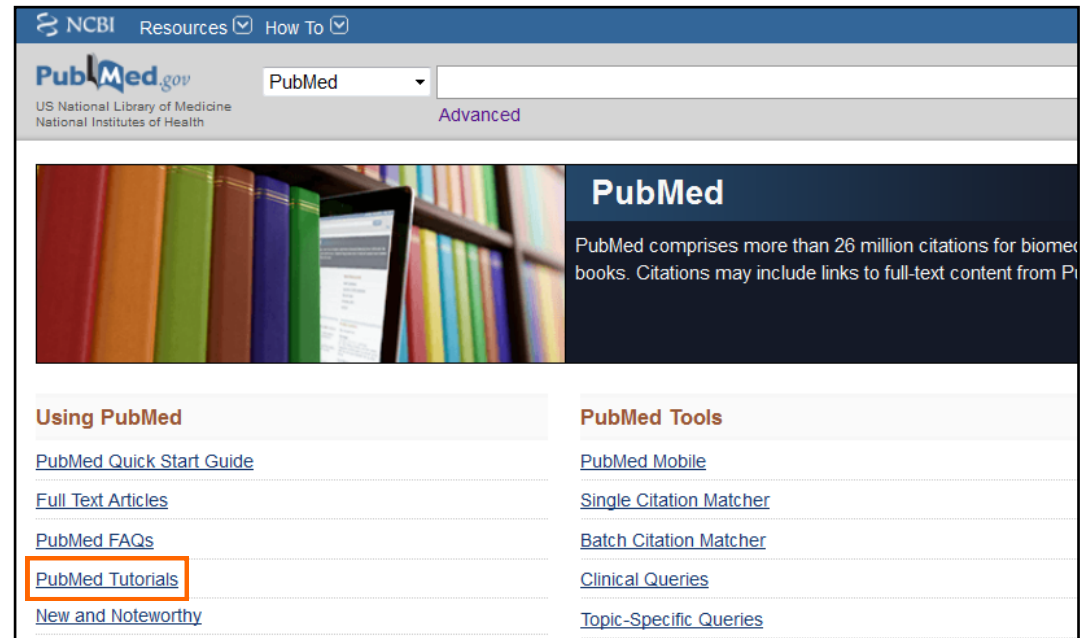 NCBI Resources How To
PubMed.gov
US National Library of Medicine
National Institutes of Health
PubMed
Advanced
PubMed
PubMed comprises more than 26 million citations for
books. Citations may include links to full-text content from
Using PubMed
PubMed Quick Start Guide
Full Text Articles
PubMed FAQs
PubMed Tutorials
New and Noteworthy
PubMed Tools
PubMed Mobile
Single Citation Matcher
Batch Citation Matcher
Clinical Queries
Topic-Specific Queries